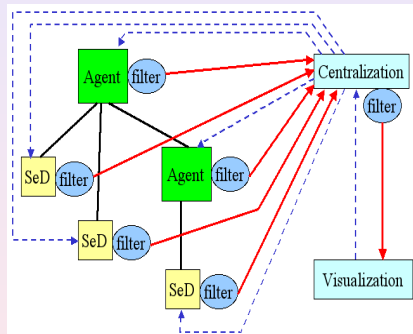 Agent
filter
Centralization
filter
SeD
filter
Agent
filter
SeD
filter
SeD
filter
Visualization